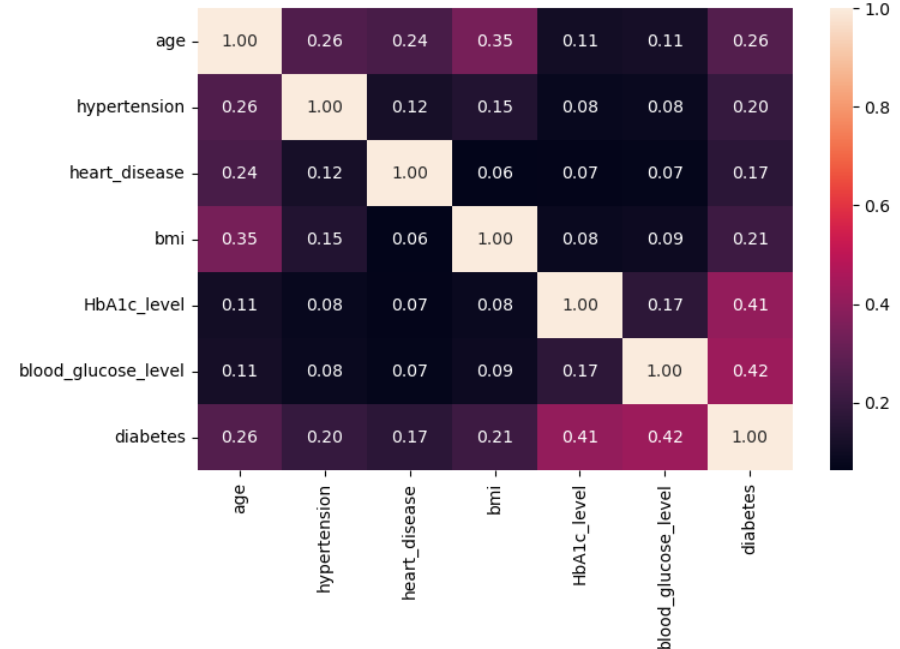 1.0
age 1.00 0.26 0.24 0.35 0.11 0.11 0.26
hypertension 0.26 1.00 0.12 0.15 0.08 0.08 0.20
0.8
heart_disease 0.24 0.12 1.00 0.06 0.07 0.07 0.17
0.6
bmi 0.35 0.15 0.06 1.00 0.08 0.09 0.21
HbA1c_level 0.11 0.08 0.07 0.08 1.00 0.17 0.41
0.4
blood_glucose_level 0.11 0.08 0.07 0.09 0.17 1.00 0.42
0.2
diabetes 0.26 0.20 0.17 0.21 0.41 0.42 1.00
age
hypertension
heart_disease
bmi
HbA1c_level
blood_glucose_level
diabetes